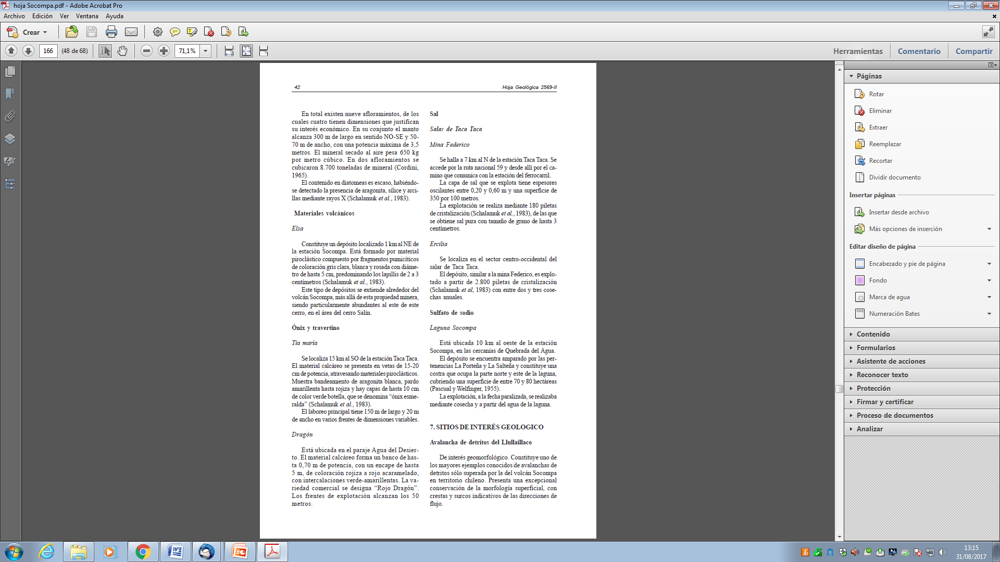 hoja Socompa.pdf - Adobe Acrobat Pro
Archivo Edición Ver Ventana Ayuda
Crear
166 (48 de 68) 71,1%
Herramientas Comentario Compartir
42 Hoja Geológica 2569-II
En total existen nueve afloramientos, de los
cuales cuatro tienen dimensiones que justifican
su interés económico. En su conjunto el manto
alcanza 300 m de largo en sentido NO-SE y 50-
70 m de ancho, con una potencia máxima de 3,5
metros. El mineral secado al aire pesa 650 kg
por metro cúbico. En dos afloramientos se
cubicaron 8.700 toneladas de mineral (Cordini,
1965).
El contenido en diatomeas es escaso, habiéndo-
se detectado la presencia de aragonita, sílice y arci-
llas mediante rayos X (Schalamuk et al., 1983).
Materiales volcánicos
Elsa
Constituye un depósito localizado 1 km al NE de
la estación Socompa. Está formado por material
piroclástico compuesto por fragmentos pumicíticos
de coloración gris clara, blanca y rosada con diáme-
tro de hasta 5 cm, predominando los lapillis de 2 a 3
centímetros (Schalamuk et al., 1983).
Este tipo de depósitos se extiende alrededor del
volcán Socompa, más allá de esta propiedad minera,
siendo particularmente abundantes al este de este
cerro, en el área del cerro Salín.
Ónix y travertino
Tía maría
Se localiza 15 km al SO de la estación Taca Taca.
El material calcáreo se presenta en vetas de 15-20
cm de potencia, atravesando materiales piroclásticos.
Muestra bandeamiento de aragonita blanca, pardo
amarillenta hasta rojiza y hay capas de hasta 10 cm
de color verde botella, que se denomina “ónix esme-
ralda” (Schalamuk et al., 1983).
El laboreo principal tiene 150 m de largo y 20 m
de ancho en varios frentes de dimensiones variables.
Dragón
Está ubicada en el paraje Agua del Desier-
to. El material calcáreo forma un banco de has-
ta 0,70 m de potencia, con un encape de hasta
5 m, de coloración rojiza a rojo acaramelado,
con intercalaciones verde-amarillentas. La va-
riedad comercial se designa “Rojo Dragón”.
Los frentes de explotación alcanzan los 50
metros.
Sal
Salar de Taca Taca
Mina Federico
Se halla a 7 km al N de la estación Taca Taca. Se
accede por la ruta nacional 59 y desde allí por el ca-
mino que comunica con la estación del ferrocarril.
La capa de sal que se explota tiene espesores
oscilantes entre 0,20 y 0,60 m y una superficie de
350 por 100 metros.
La explotación se realiza mediante 180 piletas
de cristalización (Schalamuk et al., 1983), de las que
se obtiene sal pura con tamaño de grano de hasta 3
centímetros.
Ercilia
Se localiza en el sector centro-occidental del
salar de Taca Taca.
El depósito, similar a la mina Federico, es explo-
tado a partir de 2.800 piletas de cristalización
(Schalamuk et al, 1983) con entre dos y tres cose-
chas anuales.
Sulfato de sodio
Laguna Socompa
Está ubicada 10 km al oeste de la estación
Socompa, en las cercanías de Quebrada del Agua.
El depósito se encuentra amparado por las per-
tenencias La Porteña y La Salteña y constituye una
costra que ocupa la parte norte y este de la laguna,
cubriendo una superficie de entre 70 y 80 hectáreas
(Pascual y Welfinger, 1955).
La explotación, a la fecha paralizada, se realizaba
mediante cosecha y a partir del agua de la laguna.
7. SITIOS DE INTERÉS GEOLOGICO
Avalancha de detritos del Llullaillaco
De interés geomorfológico. Constituye uno de
los mayores ejemplos conocidos de avalanchas de
detritos sólo superada por la del volcán Socompa
en territorio chileno. Presenta una excepcional
conservación de la morfología superficial, con
crestas y surcos indicativos de las direcciones de
flujo.
Páginas
Rotar
Eliminar
Extraer
Reemplazar
Recortar
Dividir documento
Insertar páginas
Insertar desde archivo
Más opciones de inserción
Editar diseño de página
Encabezado y pie de página
Fondo
Marca de agua
Numeración Bates
Contenido
Formularios
Asistente de acciones
Reconocer texto
Protección
Firmar y certificar
Proceso de documentos
Analizar
13:15
31/08/2017